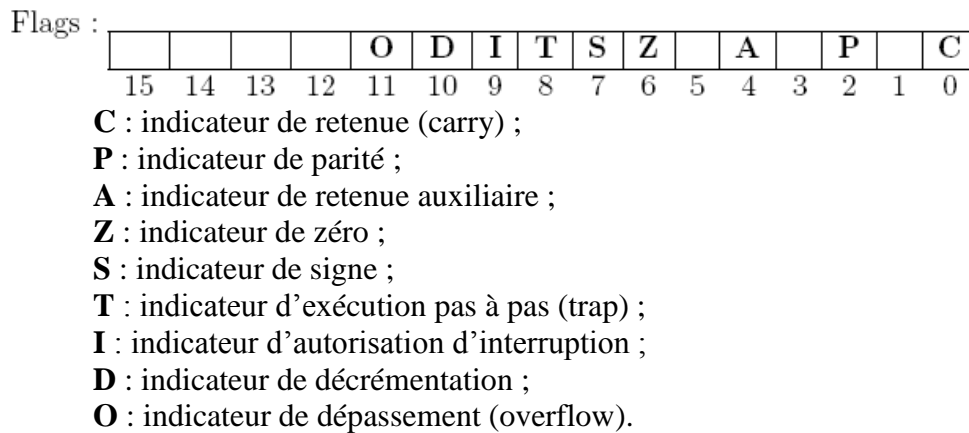 Flags :
O D I T S Z A P C
15 14 13 12 11 10 9 8 7 6 5 4 3 2 1 0
C : indicateur de retenue (carry) ;
P : indicateur de parité ;
A : indicateur de retenue auxiliaire ;
Z : indicateur de zéro ;
S : indicateur de signe ;
T : indicateur d'exécution pas à pas (trap) ;
I : indicateur d'autorisation d'interruption ;
D : indicateur de décrémentation ;
O : indicateur de dépassement (overflow).